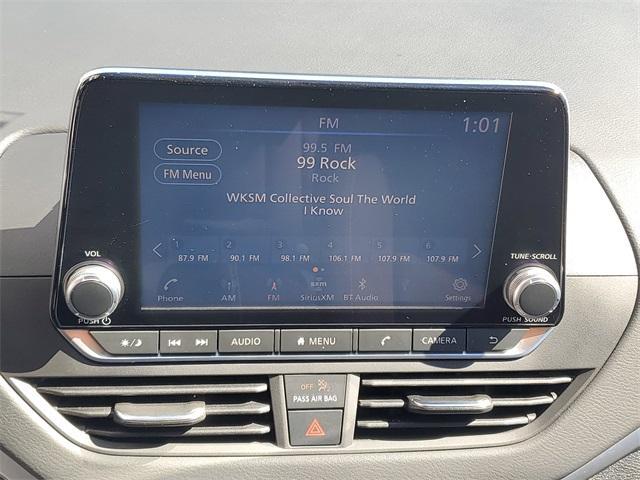 FM 1:01
Source
FM Menu
99.5 FM
99 Rock
Rock
WKSM Collective Soul The World
I Know
1 2 3 4 5 6
87.9 FM 90.1 FM 98.1 FM 106.1 FM 107.9 FM 107.9 FM
sxm
Phone AM FM SiriusXM BT Audio Settings
VOL
PUSH
TUNE·SCROLL
PUSH SOUND
AUDIO MENU CAMERA
OFF
PASS AIR BAG